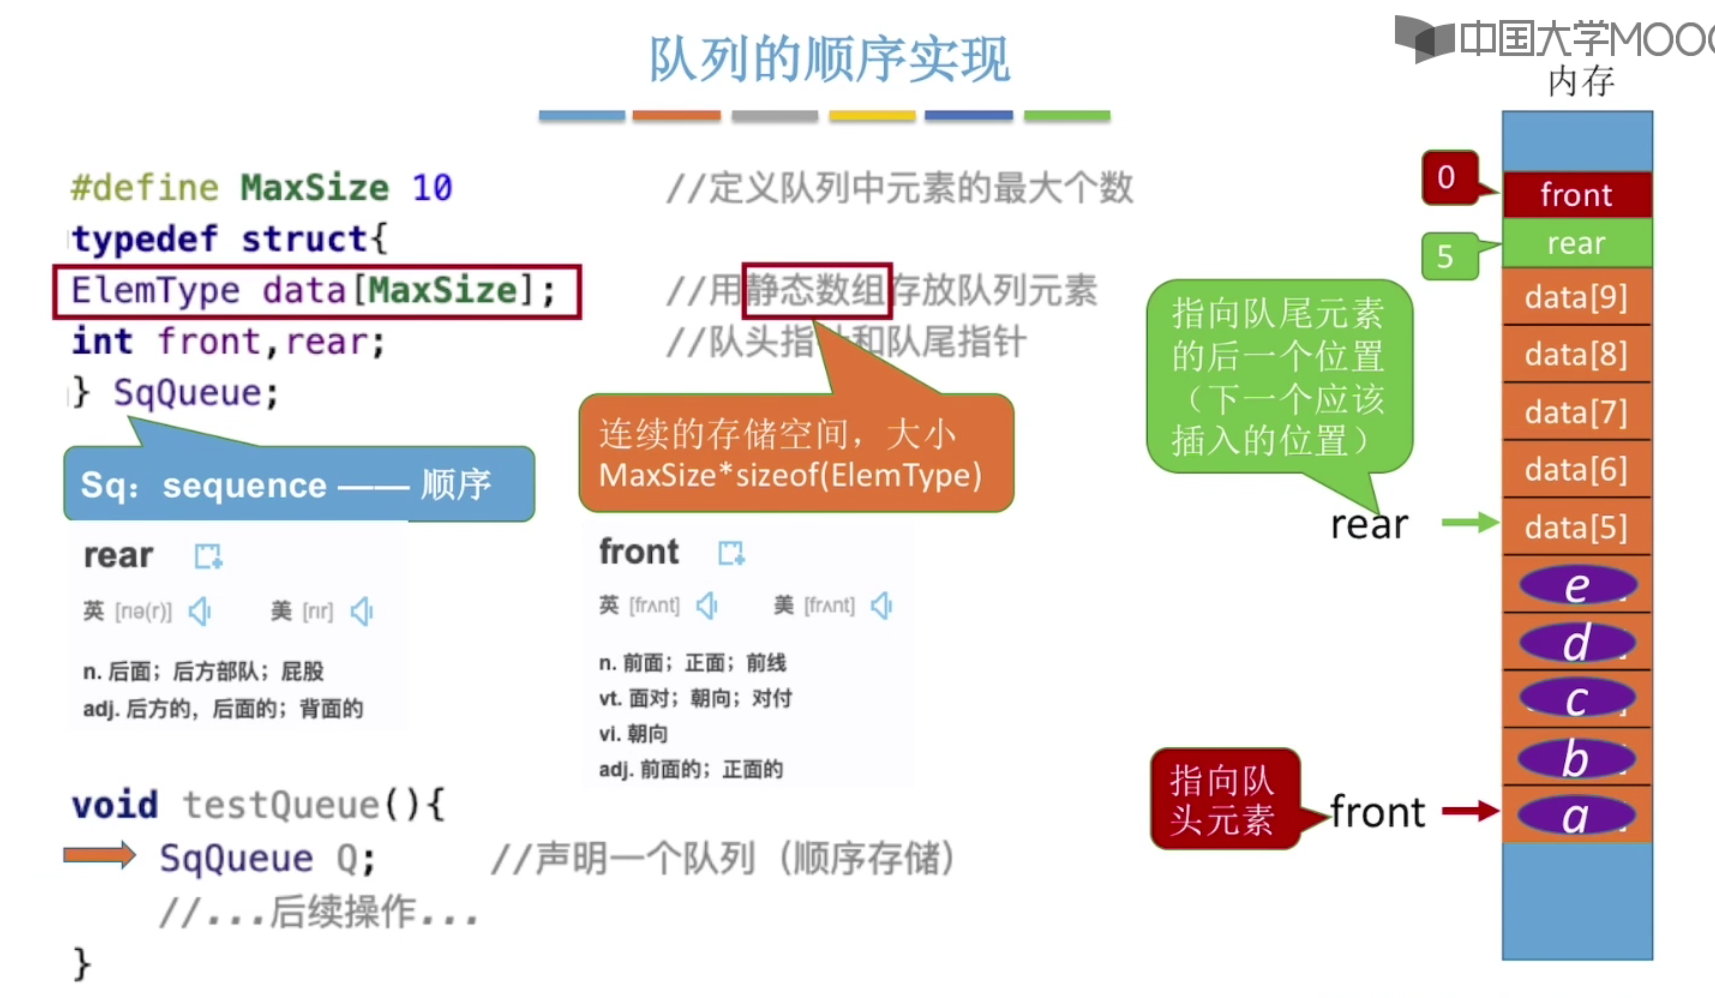 中国大学MOOC
队列的顺序实现
内存
#define MaxSize 10 //定义队列中元素的最大个数
typedef struct{
ElemType data[MaxSize]; //用静态数组存放队列元素
int front,rear; //队头指针和队尾指针
} SqQueue;
Sq：sequence —— 顺序
连续的存储空间，大小
MaxSize*sizeof(ElemType)
rear
英 [rɪə(r)] 美 [rɪr]
n. 后面；后方部队；屁股
adj. 后方的，后面的；背面的
front
英 [frʌnt] 美 [frʌnt]
n. 前面；正面；前线
vt. 面对；朝向；对付
vi. 朝向
adj. 前面的；正面的
void testQueue(){
SqQueue Q; //声明一个队列（顺序存储）
//...后续操作...
}
指向队尾元素
的后一个位置
（下一个应该
插入的位置）
rear
指向队
头元素
front
0
front
5
rear
data[9]
data[8]
data[7]
data[6]
data[5]
e
d
c
b
a